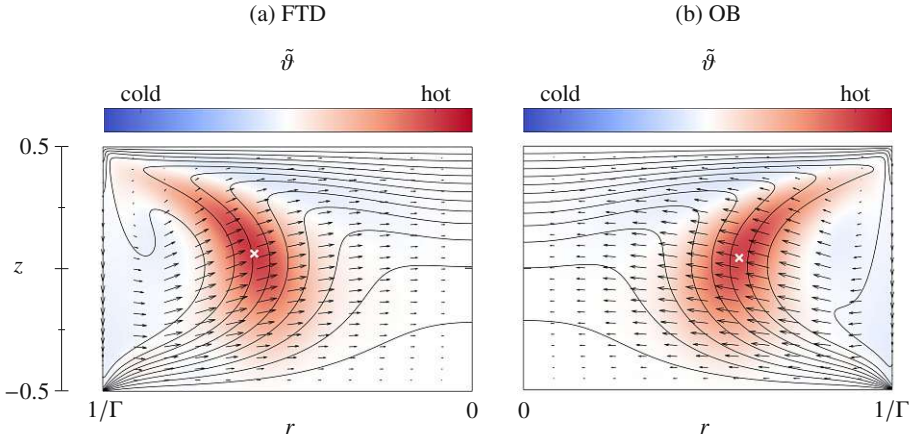 (a) FTD
(b) OB
ϑ̃
ϑ̃
cold hot
cold hot
0.5
z
−0.5
1/Γ
0
0
1/Γ
r
r